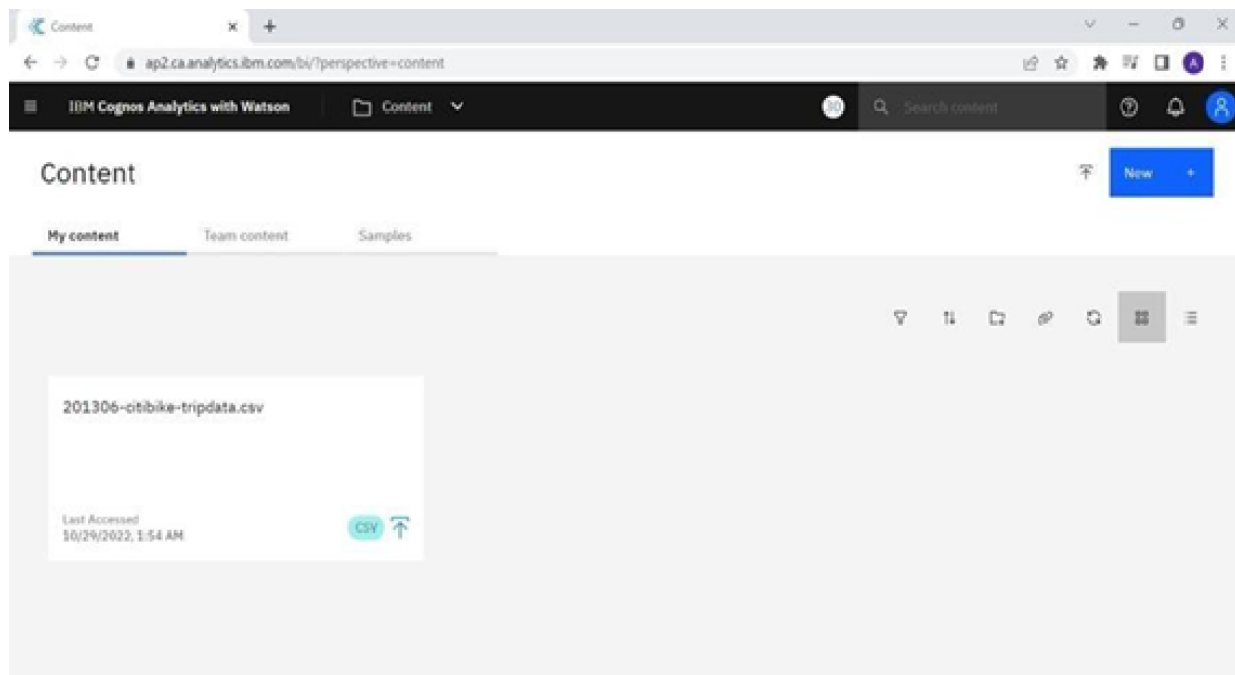 Content
ap2.ca.analytics.ibm.com/bi/?perspective=content
A
IBM Cognos Analytics with Watson
Content
30
Search content
Content
New +
My content
Team content
Samples
201306-citibike-tripdata.csv
Last Accessed
10/29/2022, 1:54 AM
CSV